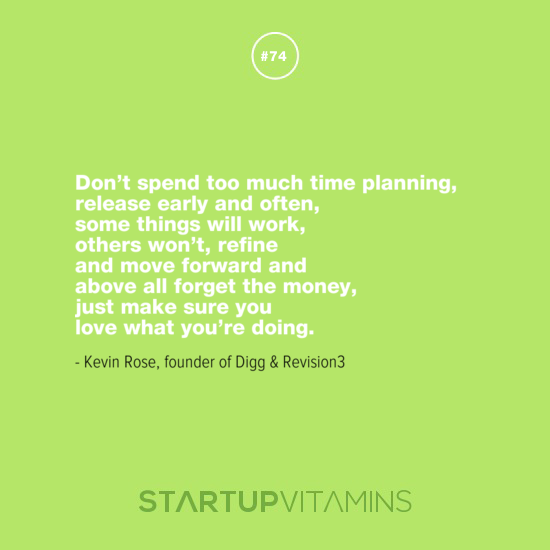 #74
Don't spend too much time planning,
release early and often,
some things will work,
others won't, refine
and move forward and
above all forget the money,
just make sure you
love what you're doing.
- Kevin Rose, founder of Digg & Revision3
STARTUPVITAMINS